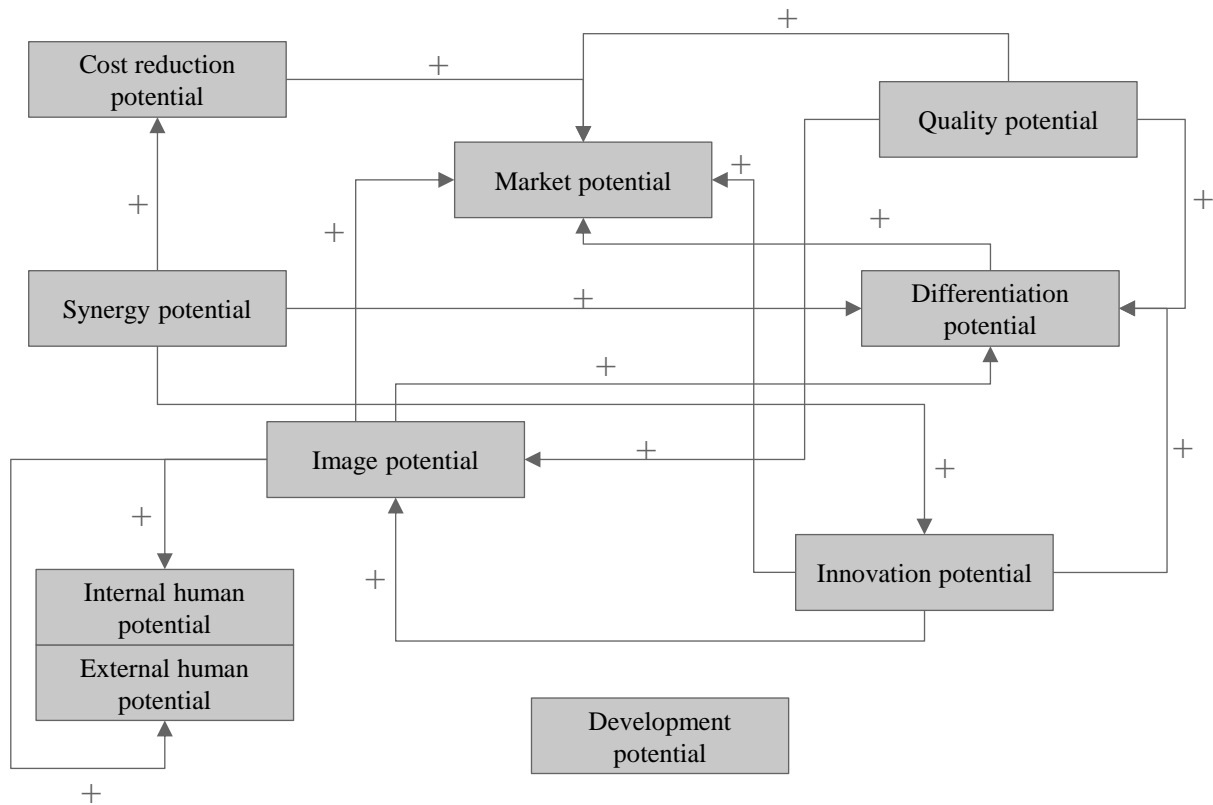 +
Cost reduction
potential
+
Quality potential
Market potential
+
+
+
+
+
Synergy potential
+
Differentiation
potential
+
Image potential
+
+
+
+
Innovation potential
+
Internal human
potential
External human
potential
Development
potential
+